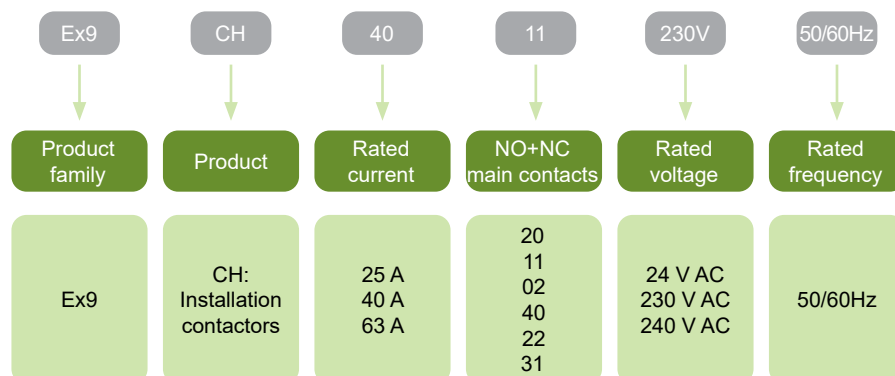 Ex9 CH 40 11 230V 50/60Hz
Product family
Product
Rated current
NO+NC main contacts
Rated voltage
Rated frequency
Ex9
CH:
Installation
contactors
25 A
40 A
63 A
20
11
02
40
22
31
24 V AC
230 V AC
240 V AC
50/60Hz